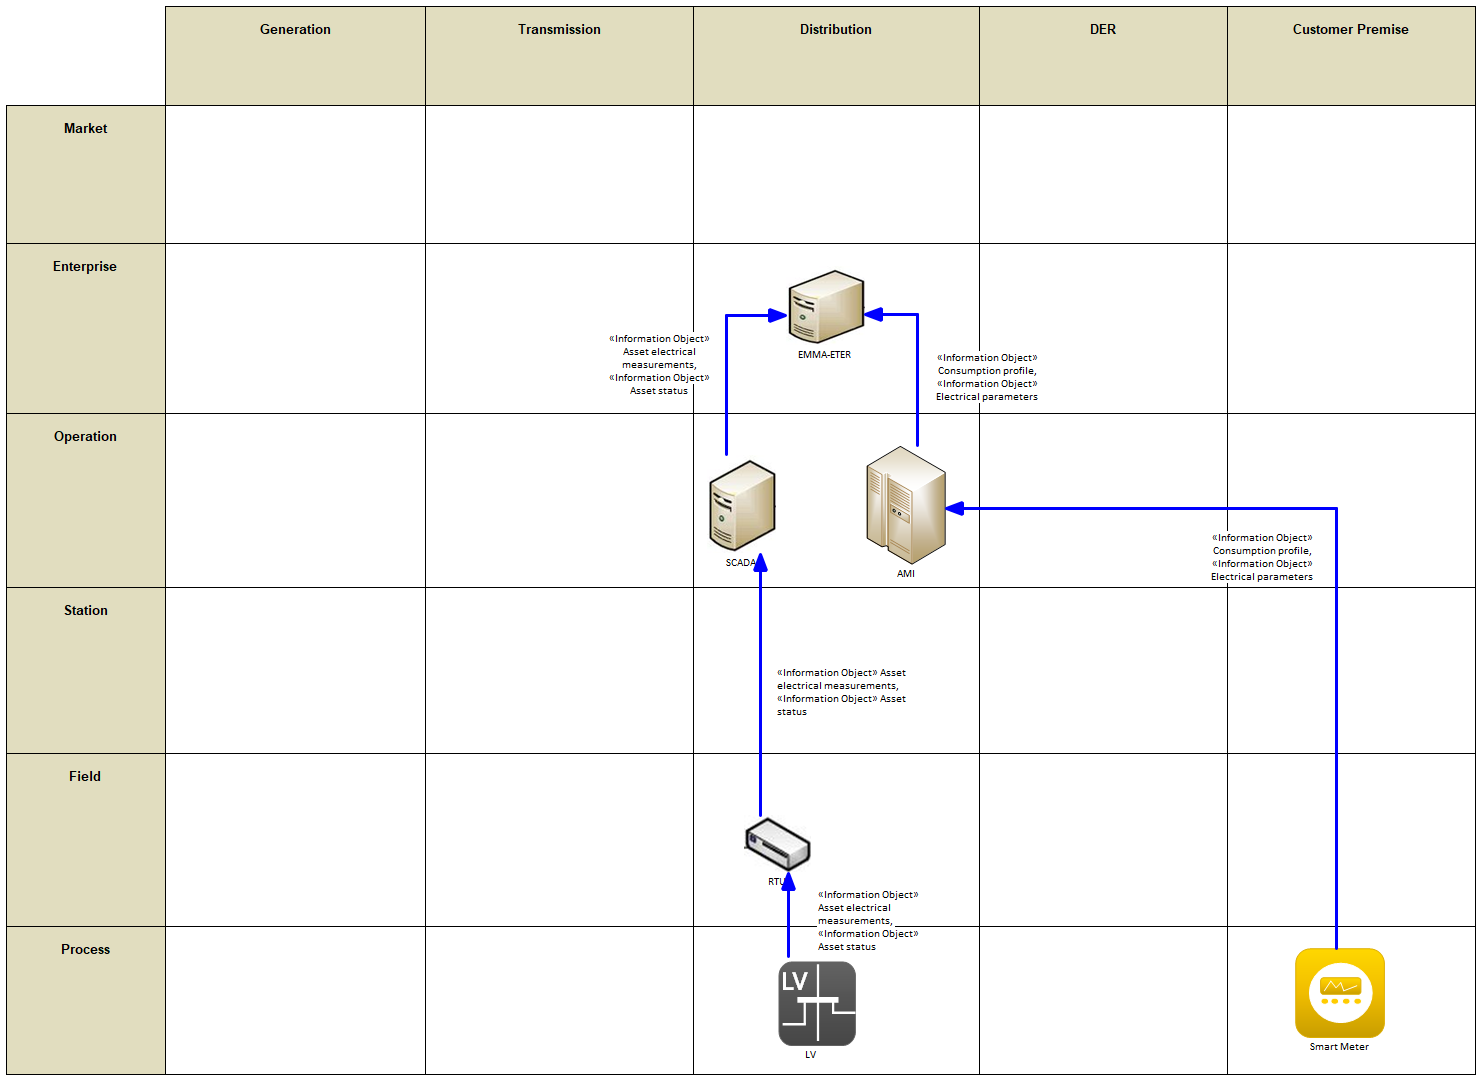 Generation
Transmission
Distribution
DER
Customer Premise
Market
Enterprise
EMMA-ETER
«Information Object»
Asset electrical
measurements,
«Information Object»
Asset status
«Information Object»
Consumption profile,
«Information Object»
Electrical parameters
Operation
SCADA
AMI
«Information Object»
Consumption profile,
«Information Object»
Electrical parameters
Station
«Information Object» Asset
electrical measurements,
«Information Object» Asset
status
Field
RTU
«Information Object»
Asset electrical
measurements,
«Information Object»
Asset status
Process
LV
LV
Smart Meter